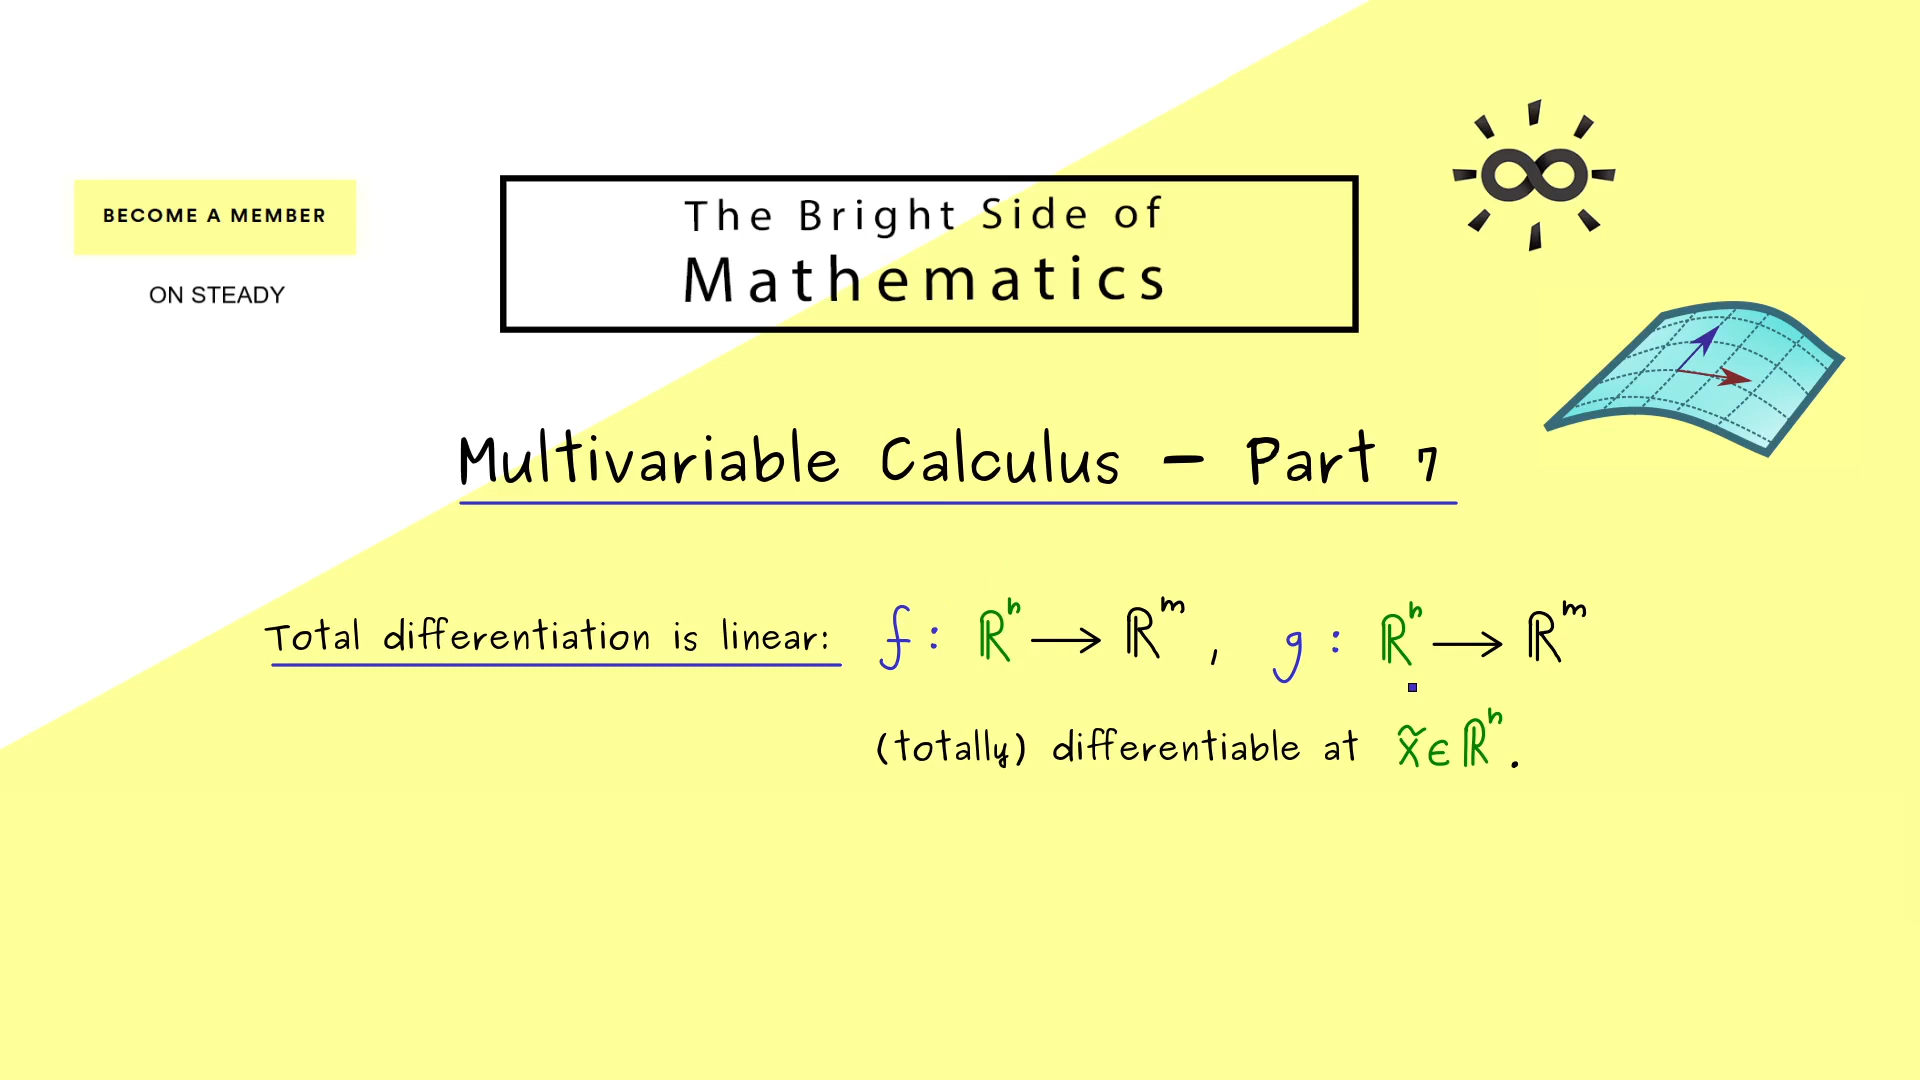 BECOME A MEMBER
ON STEADY
The Bright Side of
Mathematics
Multivariable Calculus – Part 7
Total differentiation is linear: f : ℝⁿ ⟶ ℝᵐ , g : ℝⁿ ⟶ ℝᵐ
(totally) differentiable at x̃ ∈ ℝⁿ .